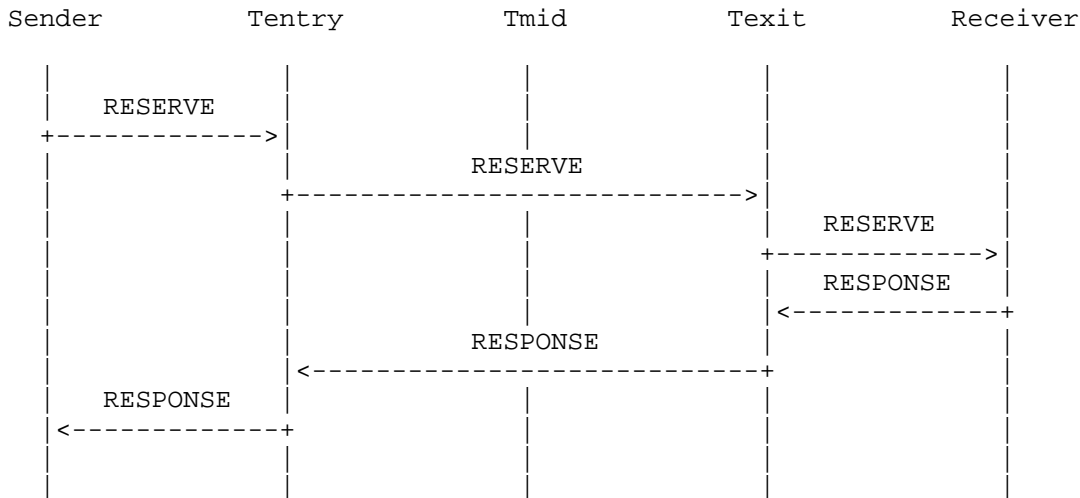 Sender Tentry Tmid Texit Receiver
RESERVE
RESERVE
RESERVE
RESPONSE
RESPONSE
RESPONSE